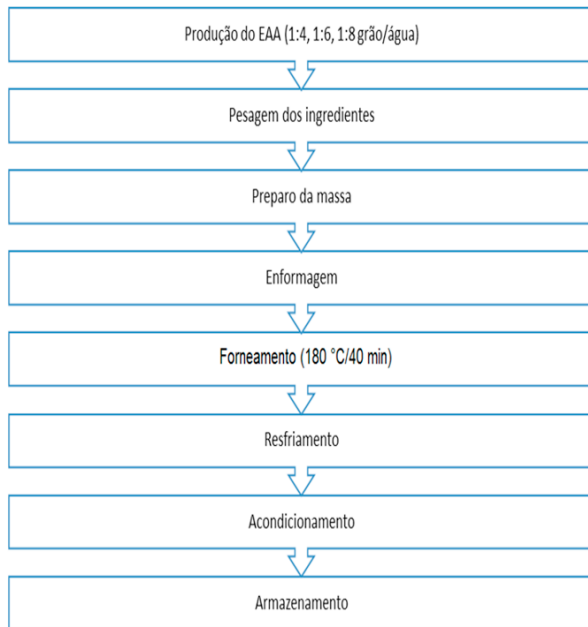 Produção do EAA (1:4, 1:6, 1:8 grão/água)
Pesagem dos ingredientes
Preparo da massa
Enformagem
Forneamento (180 °C/40 min)
Resfriamento
Acondicionamento
Armazenamento